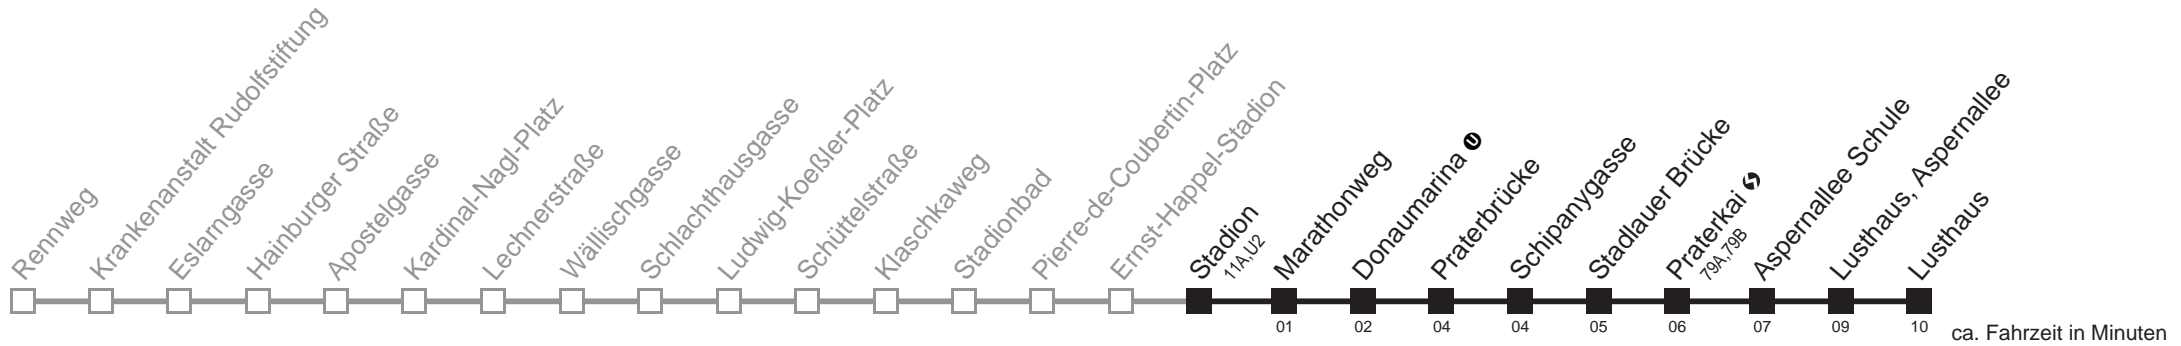 Rennweg
Krankenanstalt Rudolfstiftung
Eslarngasse
Hainburger Straße
Apostelgasse
Kardinal-Nagl-Platz
Lechnerstraße
Wällischgasse
Schlachthausgasse
Ludwig-Koeßler-Platz
Schüttelstraße
Klaschkaweg
Stadionbad
Pierre-de-Coubertin-Platz
Ernst-Happel-Stadion
Stadion
11A,U2
Marathonweg
01
Donaumarina U
02
Praterbrücke
04
Schipanygasse
04
Stadlauer Brücke
05
Praterkai S
79A,79B
06
Aspernallee Schule
07
Lusthaus, Aspernallee
09
Lusthaus
10
ca. Fahrzeit in Minuten